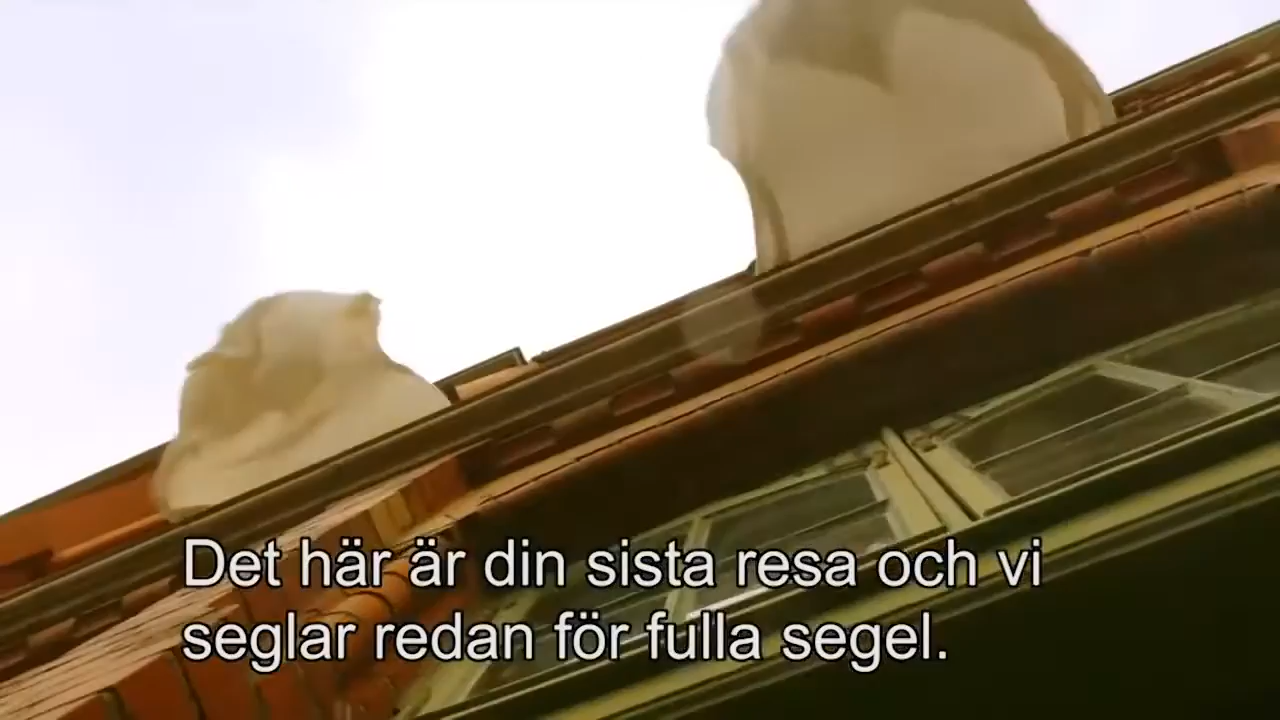 Det här är din sista resa och vi
seglar redan för fulla segel.